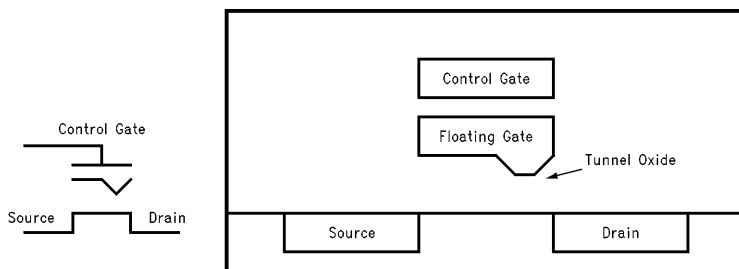 Control Gate
Source
Drain
Control Gate
Floating Gate
Tunnel Oxide
Source
Drain